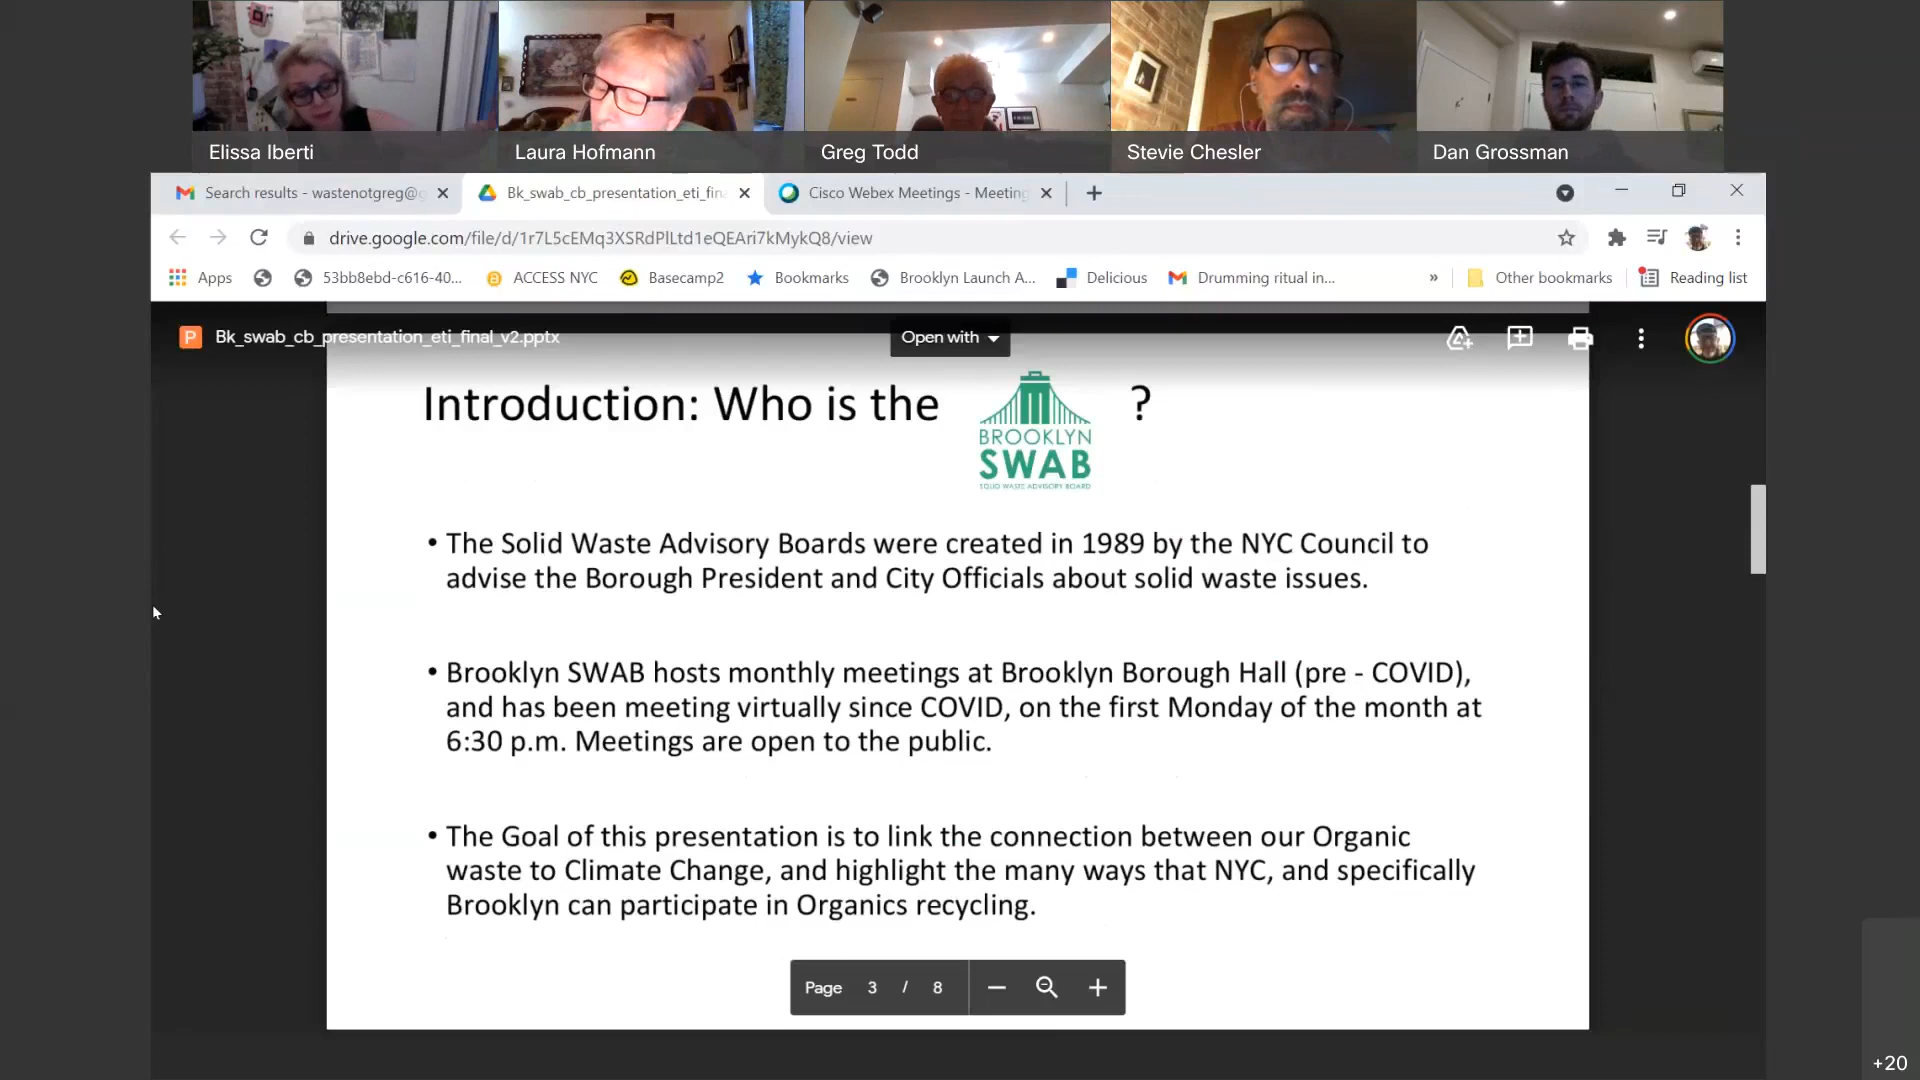 Elissa Iberti
Laura Hofmann
Greg Todd
Stevie Chesler
Dan Grossman
Search results - wastenotgreg@g
Bk_swab_cb_presentation_eti_fina
Cisco Webex Meetings - Meeting
drive.google.com/file/d/1r7L5cEMq3XSRdPlLtd1eQEAri7kMykQ8/view
Apps
53bb8ebd-c616-40...
ACCESS NYC
Basecamp2
Bookmarks
Brooklyn Launch A...
Delicious
Drumming ritual in...
»
Other bookmarks
Reading list
P
Bk_swab_cb_presentation_eti_final_v2.pptx
Open with
Introduction: Who is the
BROOKLYN
SWAB
SOLID WASTE ADVISORY BOARD
?
• The Solid Waste Advisory Boards were created in 1989 by the NYC Council to
advise the Borough President and City Officials about solid waste issues.
• Brooklyn SWAB hosts monthly meetings at Brooklyn Borough Hall (pre - COVID),
and has been meeting virtually since COVID, on the first Monday of the month at
6:30 p.m. Meetings are open to the public.
• The Goal of this presentation is to link the connection between our Organic
waste to Climate Change, and highlight the many ways that NYC, and specifically
Brooklyn can participate in Organics recycling.
Page 3 / 8
+20